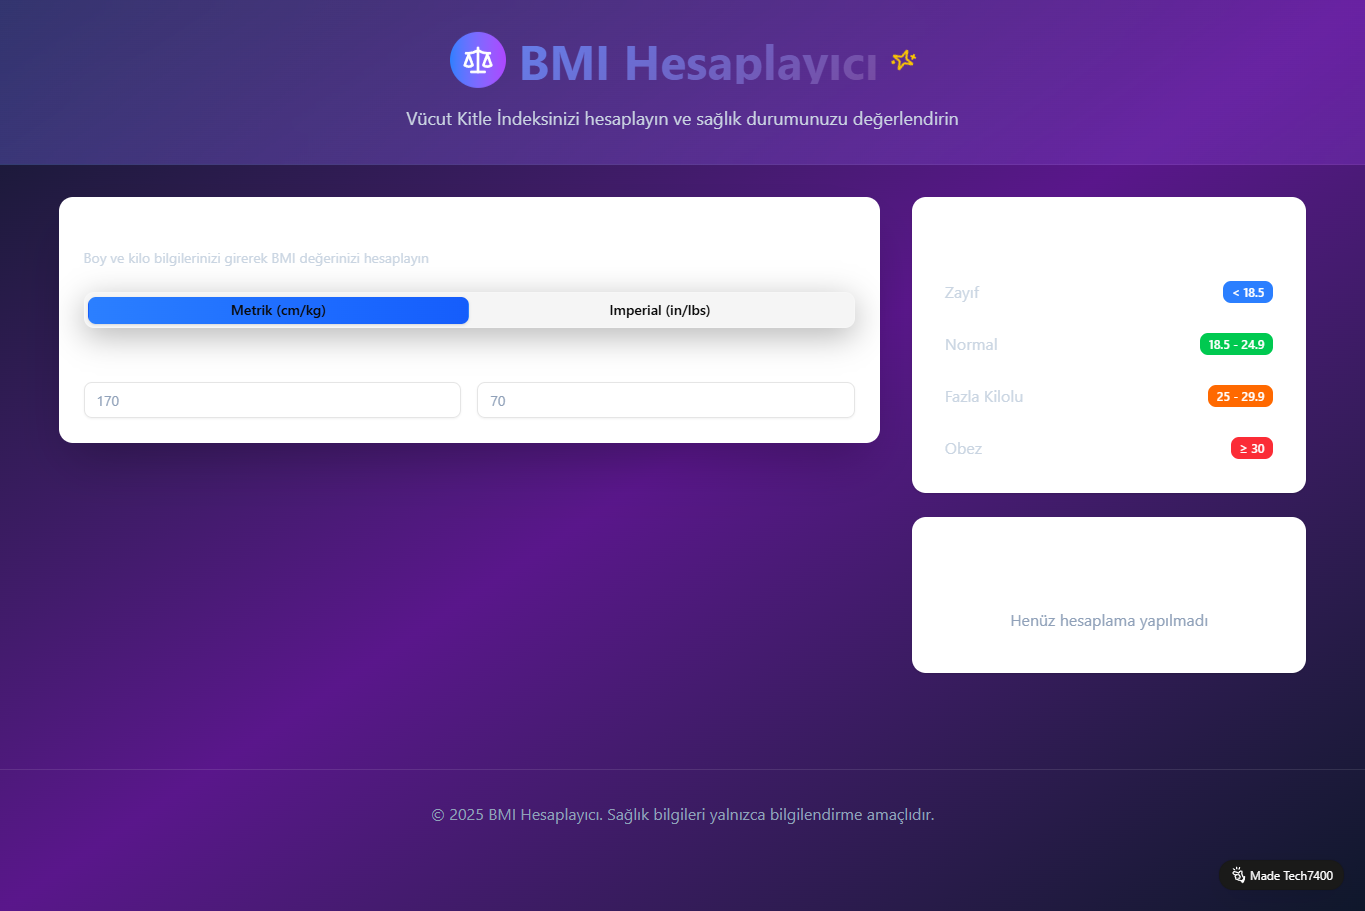 BMI Hesaplayıcı
Vücut Kitle İndeksinizi hesaplayın ve sağlık durumunuzu değerlendirin
Boy ve kilo bilgilerinizi girerek BMI değerinizi hesaplayın
Metrik (cm/kg)
Imperial (in/lbs)
170
70
Zayıf
< 18.5
Normal
18.5 - 24.9
Fazla Kilolu
25 - 29.9
Obez
≥ 30
Henüz hesaplama yapılmadı
© 2025 BMI Hesaplayıcı. Sağlık bilgileri yalnızca bilgilendirme amaçlıdır.
Made Tech7400